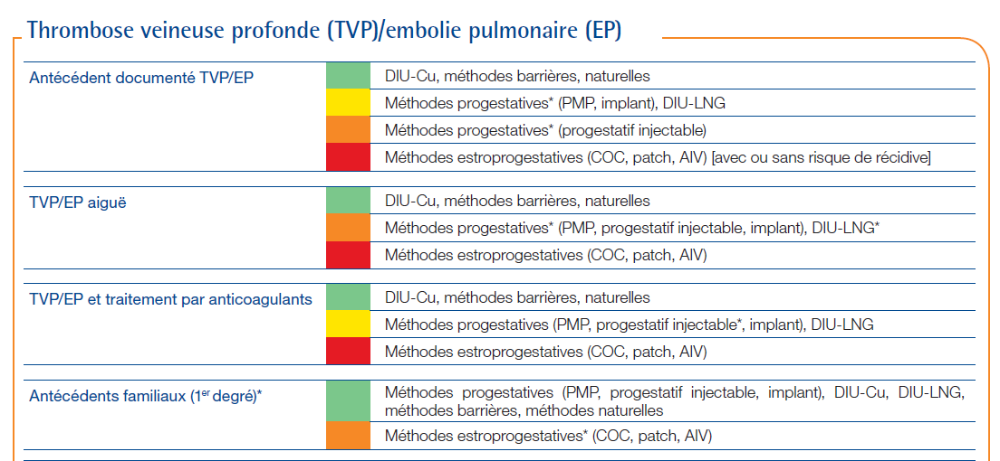 Thrombose veineuse profonde (TVP)/embolie pulmonaire (EP)
Antécédent documenté TVP/EP
DIU-Cu, méthodes barrières, naturelles
Méthodes progestatives* (PMP, implant), DIU-LNG
Méthodes progestatives* (progestatif injectable)
Méthodes estroprogestatives (COC, patch, AIV) [avec ou sans risque de récidive]
TVP/EP aiguë
DIU-Cu, méthodes barrières, naturelles
Méthodes progestatives* (PMP, progestatif injectable, implant), DIU-LNG*
Méthodes estroprogestatives (COC, patch, AIV)
TVP/EP et traitement par anticoagulants
DIU-Cu, méthodes barrières, naturelles
Méthodes progestatives (PMP, progestatif injectable*, implant), DIU-LNG
Méthodes estroprogestatives (COC, patch, AIV)
Antécédents familiaux (1er degré)*
Méthodes progestatives (PMP, progestatif injectable, implant), DIU-Cu, DIU-LNG,
méthodes barrières, méthodes naturelles
Méthodes estroprogestatives* (COC, patch, AIV)